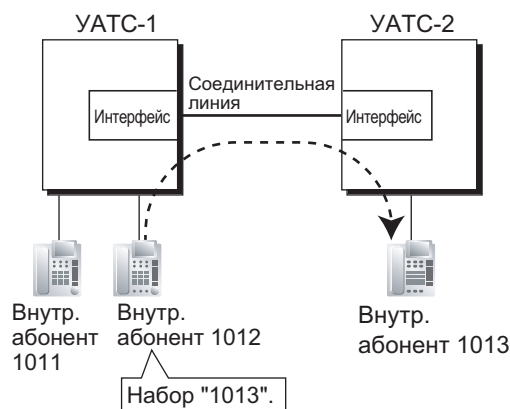 УАТС-1
УАТС-2
Соединительная
линия
Интерфейс
Интерфейс
Внутр.
абонент
1011
Внутр.
абонент 1012
Внутр.
абонент 1013
Набор "1013".